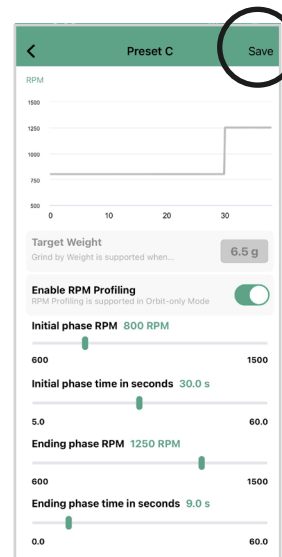 Preset C Save
RPM
1500
1250
1000
750
500
0 10 20 30
Target Weight
Grind by Weight is supported when...
6.5 g
Enable RPM Profiling
RPM Profiling is supported in Orbit-only Mode
Initial phase RPM 800 RPM
600 1500
Initial phase time in seconds 30.0 s
5.0 60.0
Ending phase RPM 1250 RPM
600 1500
Ending phase time in seconds 9.0 s
0.0 60.0